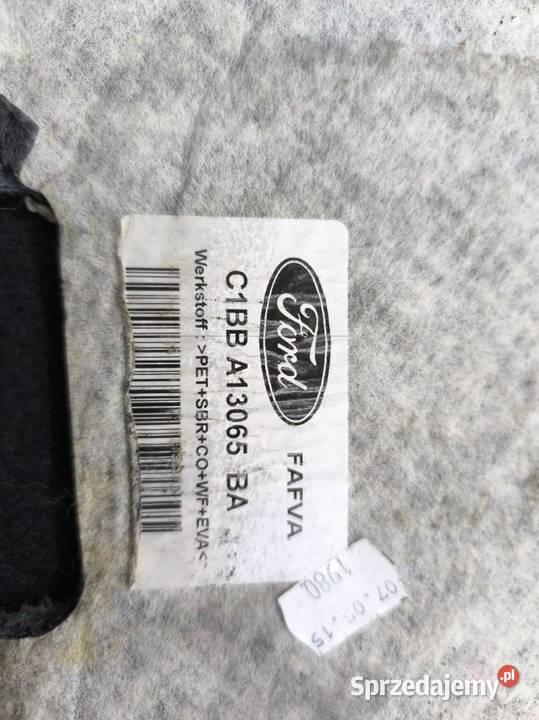 Ford
FAFVA
C1BB A13065 BA
Werkstoff : >PET+SBR+CO+WF+EVA<
1980
07.05.15
Sprzedajemy.pl